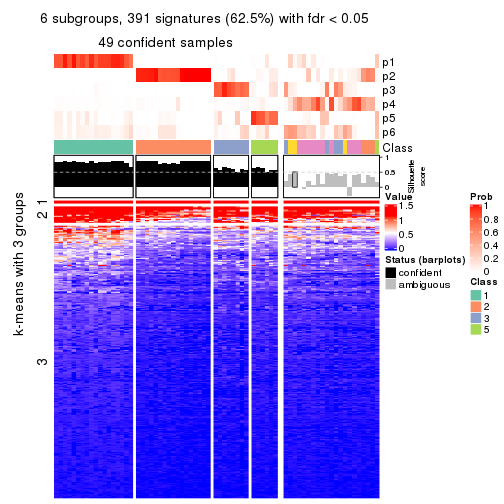 6 subgroups, 391 signatures (62.5%) with fdr < 0.05
49 confident samples
p1
p2
p3
p4
p5
p6
Class
1
0.5
0
Silhouette
score
k-means with 3 groups
1
2
3
Value
1.5
1
0.5
0
Status (barplots)
confident
ambiguous
Prob
1
0.8
0.6
0.4
0.2
0
Class
1
2
3
5